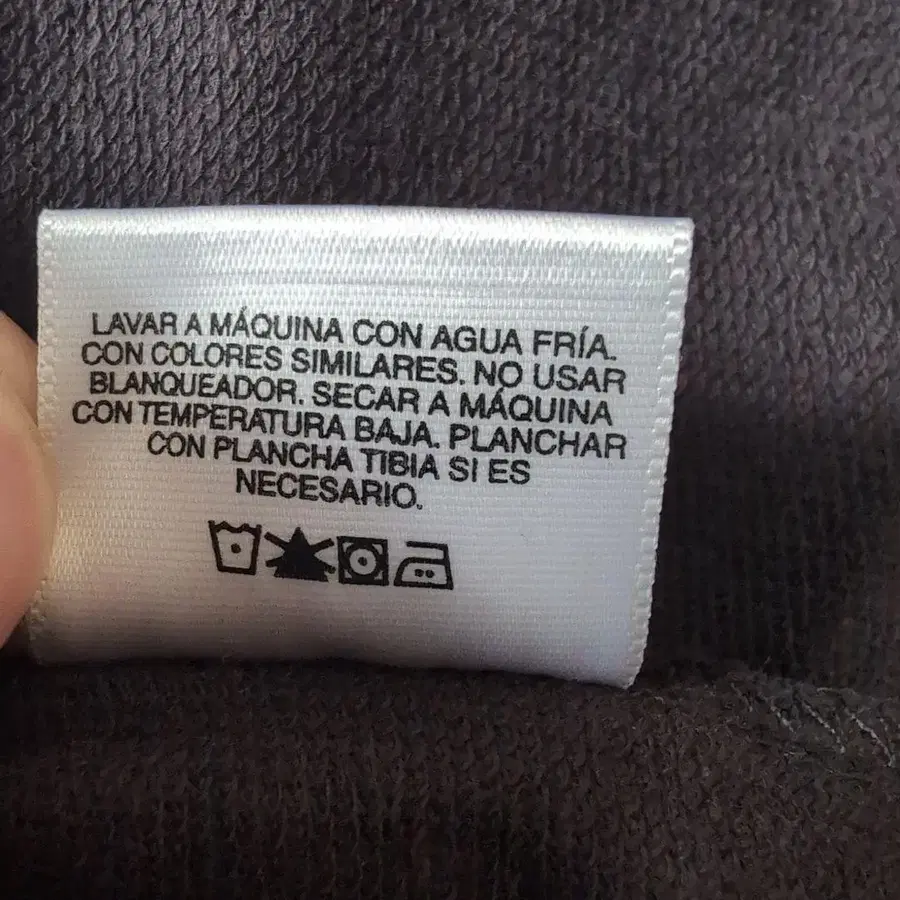 LAVAR A MÁQUINA CON AGUA FRÍA.
CON COLORES SIMILARES. NO USAR
BLANQUEADOR. SECAR A MÁQUINA
CON TEMPERATURA BAJA. PLANCHAR
CON PLANCHA TIBIA SI ES
NECESARIO.